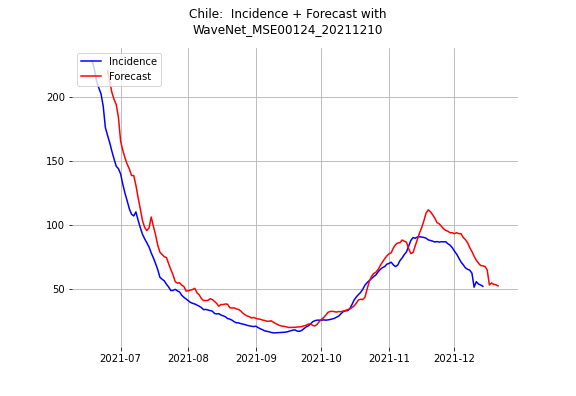 Chile:  Incidence + Forecast with
WaveNet_MSE00124_20211210
Incidence
Forecast
200
150
100
50
2021-07
2021-08
2021-09
2021-10
2021-11
2021-12